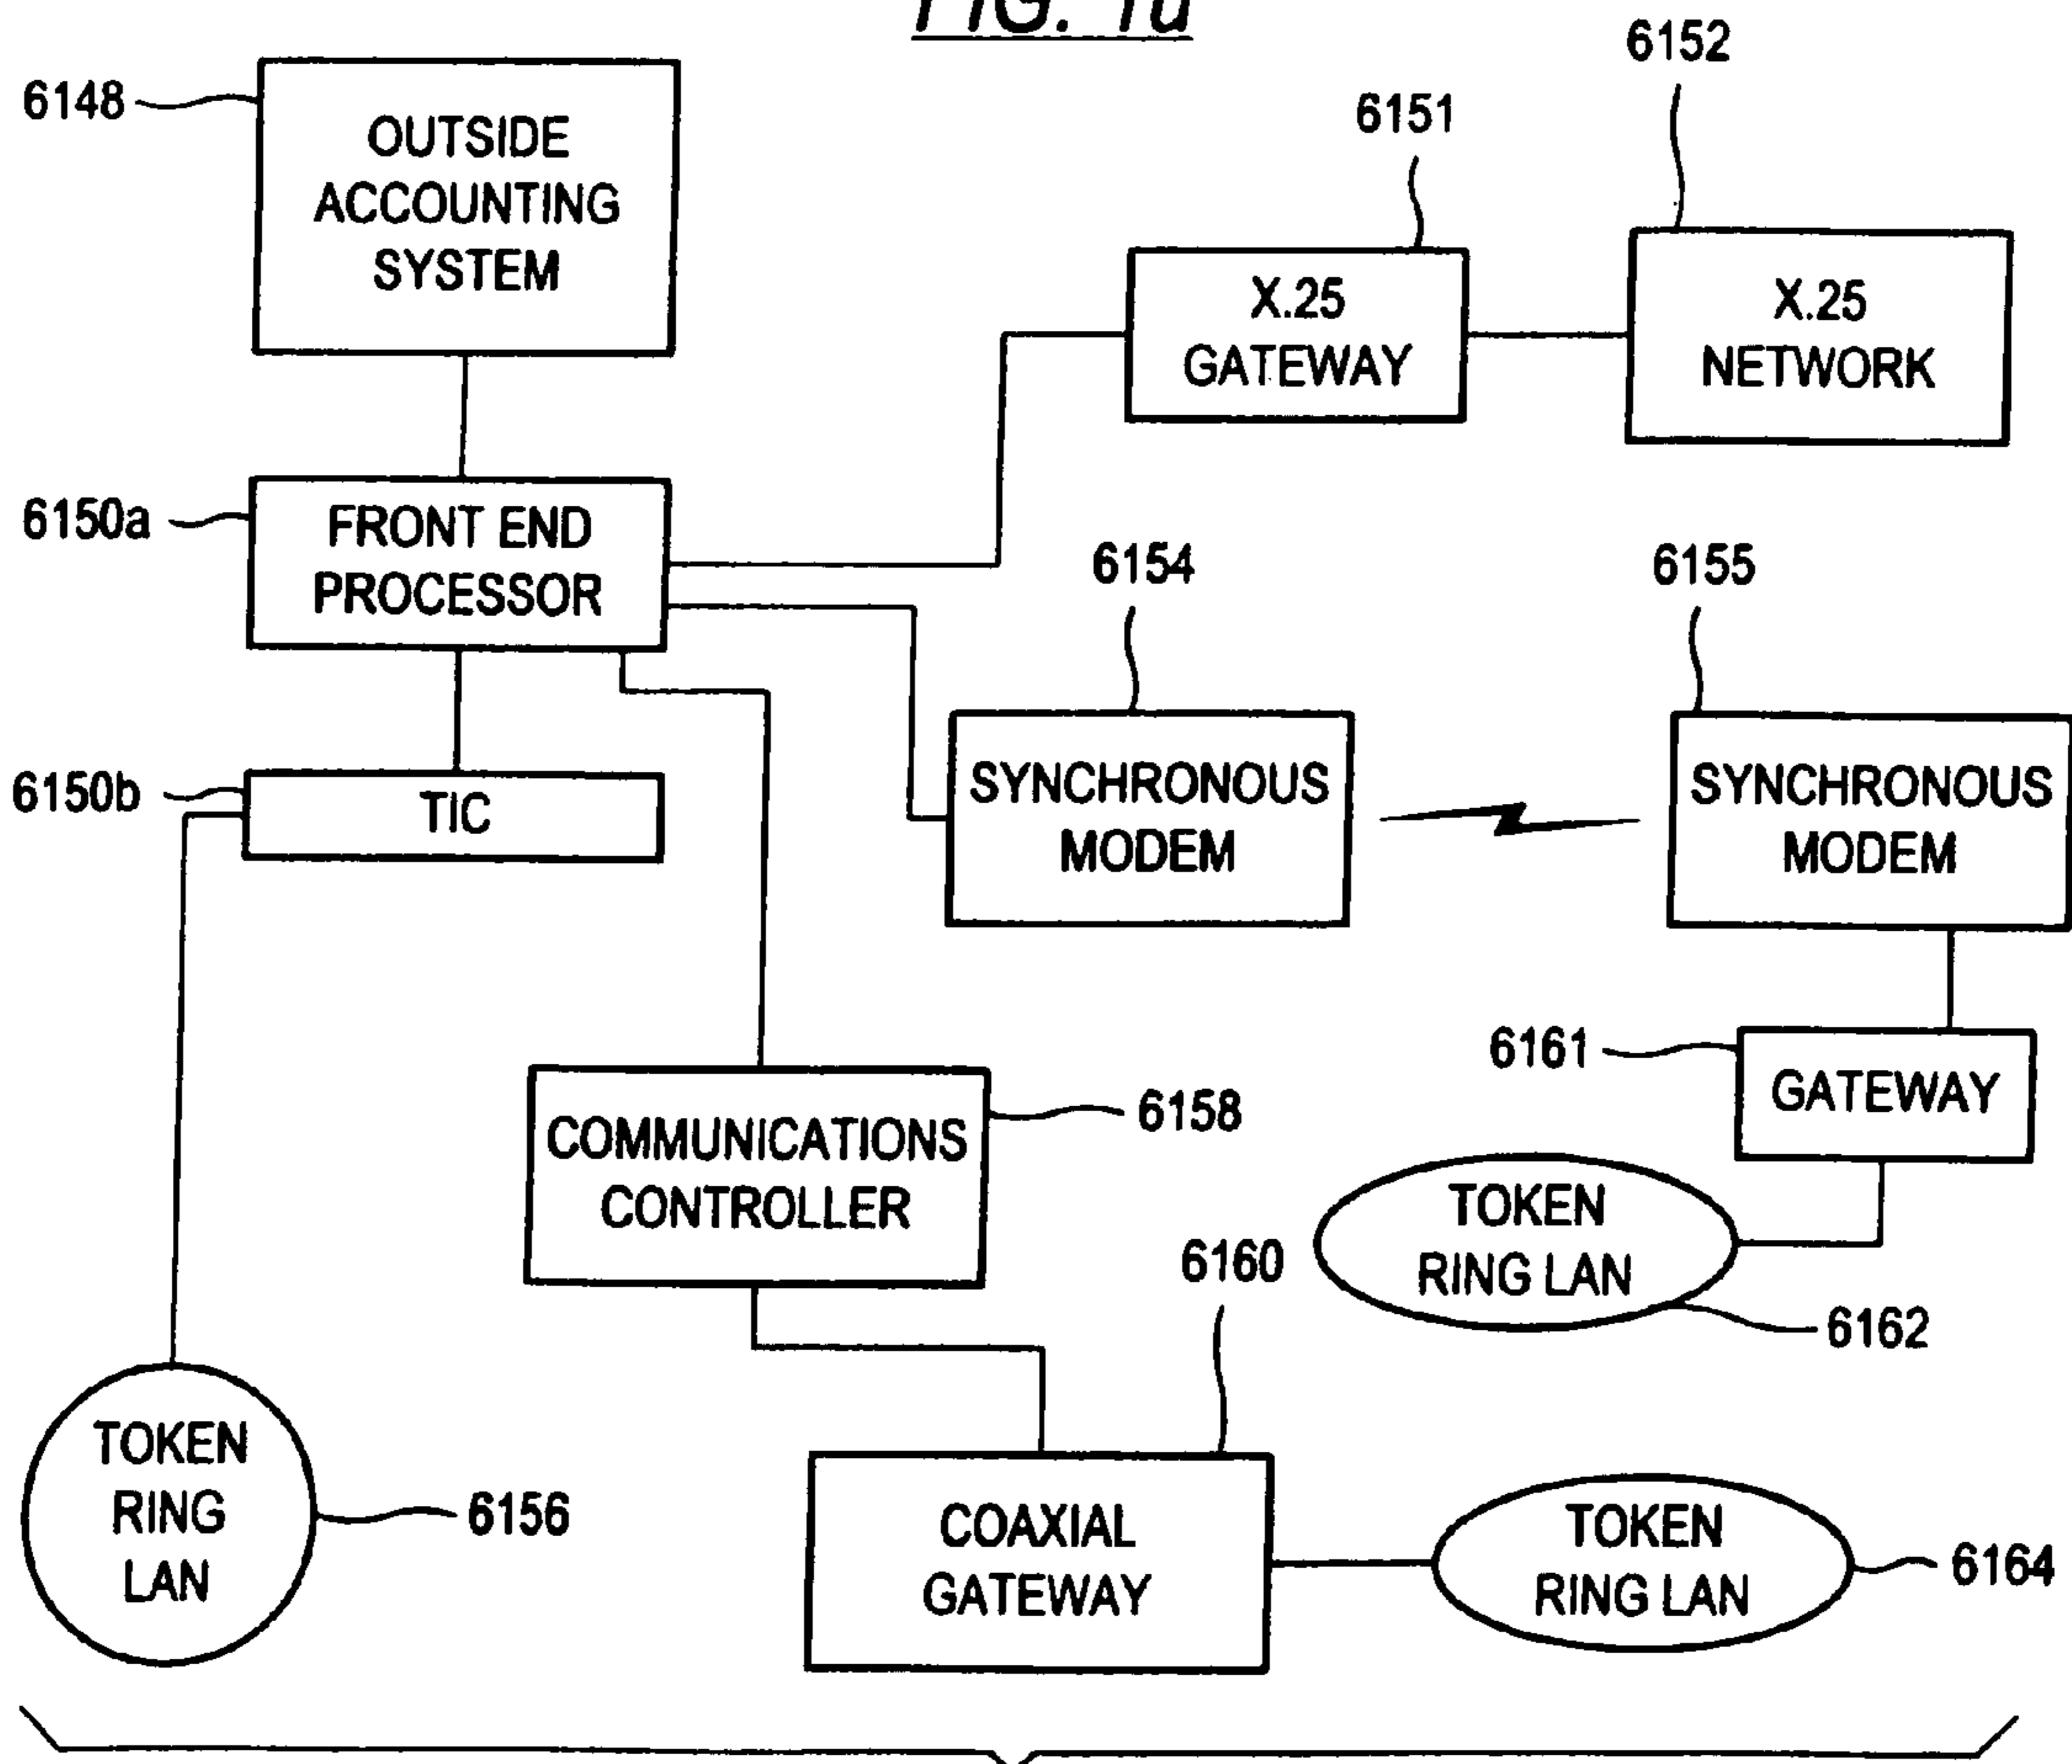 6148
OUTSIDE
ACCOUNTING
SYSTEM
6152
6151
X.25
GATEWAY
X.25
NETWORK
6150a
FRONT END
PROCESSOR
6154
6155
6150b
TIC
SYNCHRONOUS
MODEM
SYNCHRONOUS
MODEM
6161
GATEWAY
COMMUNICATIONS
CONTROLLER
6158
TOKEN
RING LAN
6162
6160
TOKEN
RING
LAN
6156
COAXIAL
GATEWAY
TOKEN
RING LAN
6164